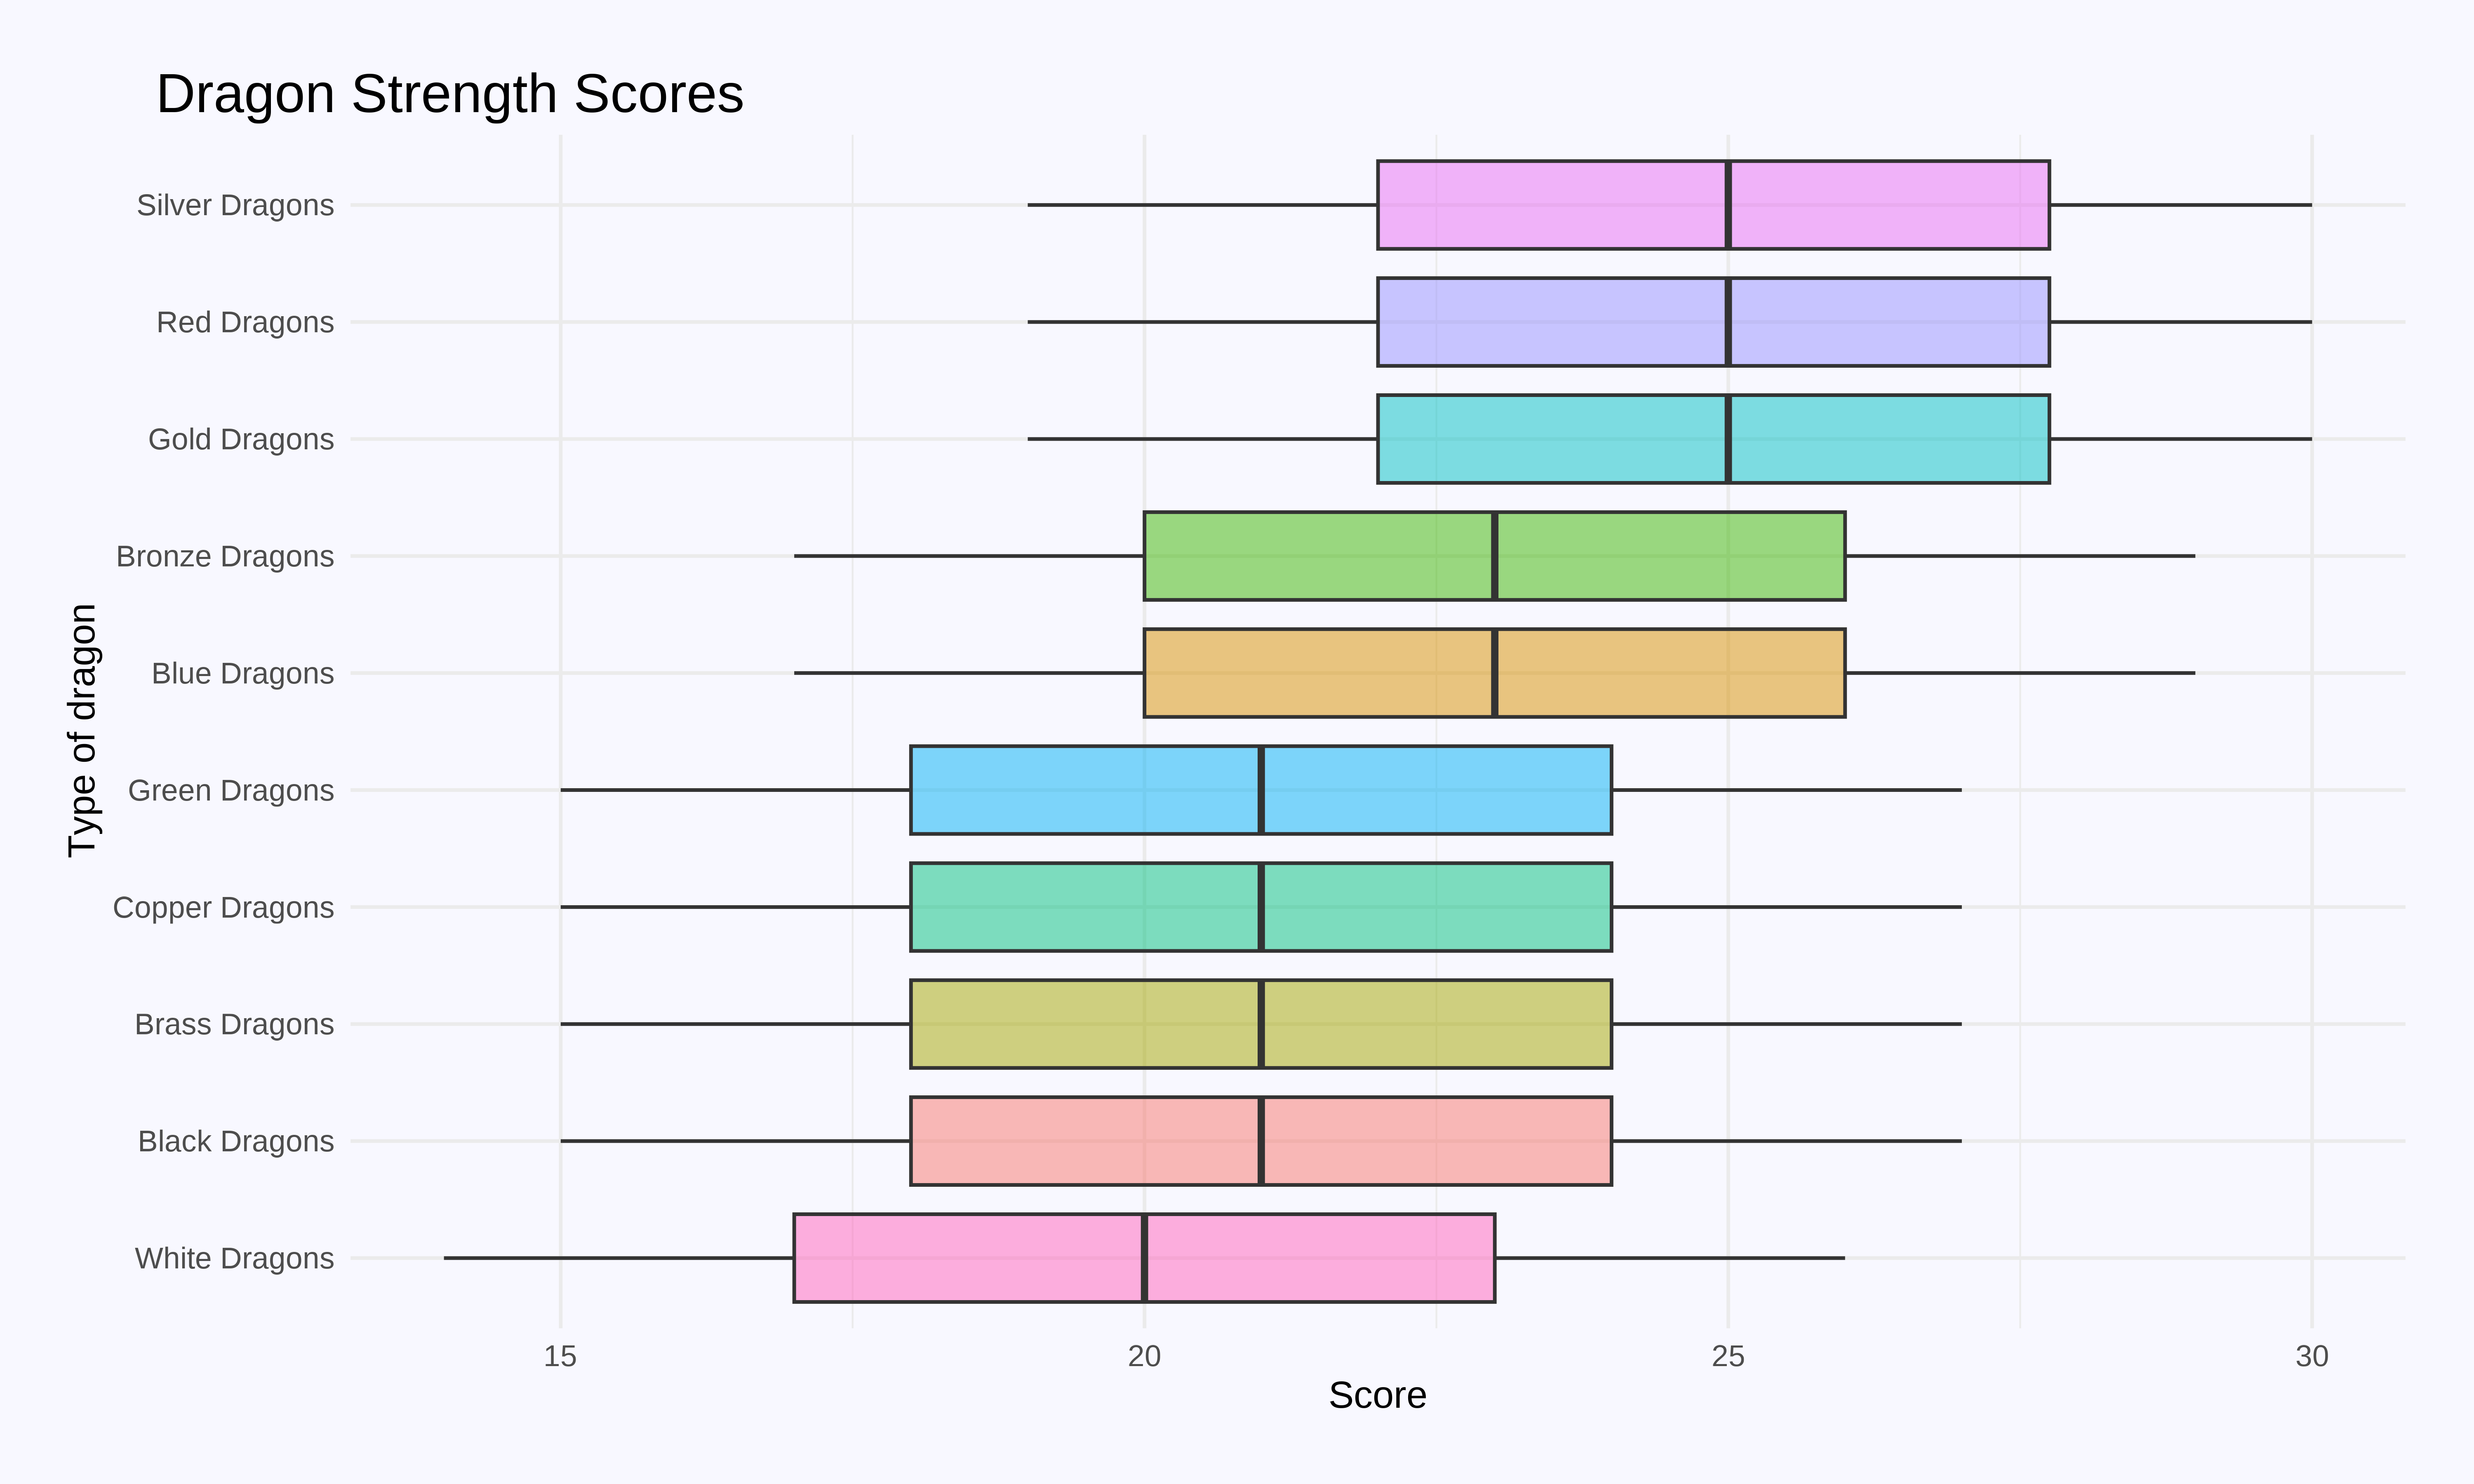 Dragon Strength Scores
Silver Dragons
Red Dragons
Gold Dragons
Bronze Dragons
Blue Dragons
Green Dragons
Copper Dragons
Brass Dragons
Black Dragons
White Dragons
Type of dragon
15 20 25 30
Score